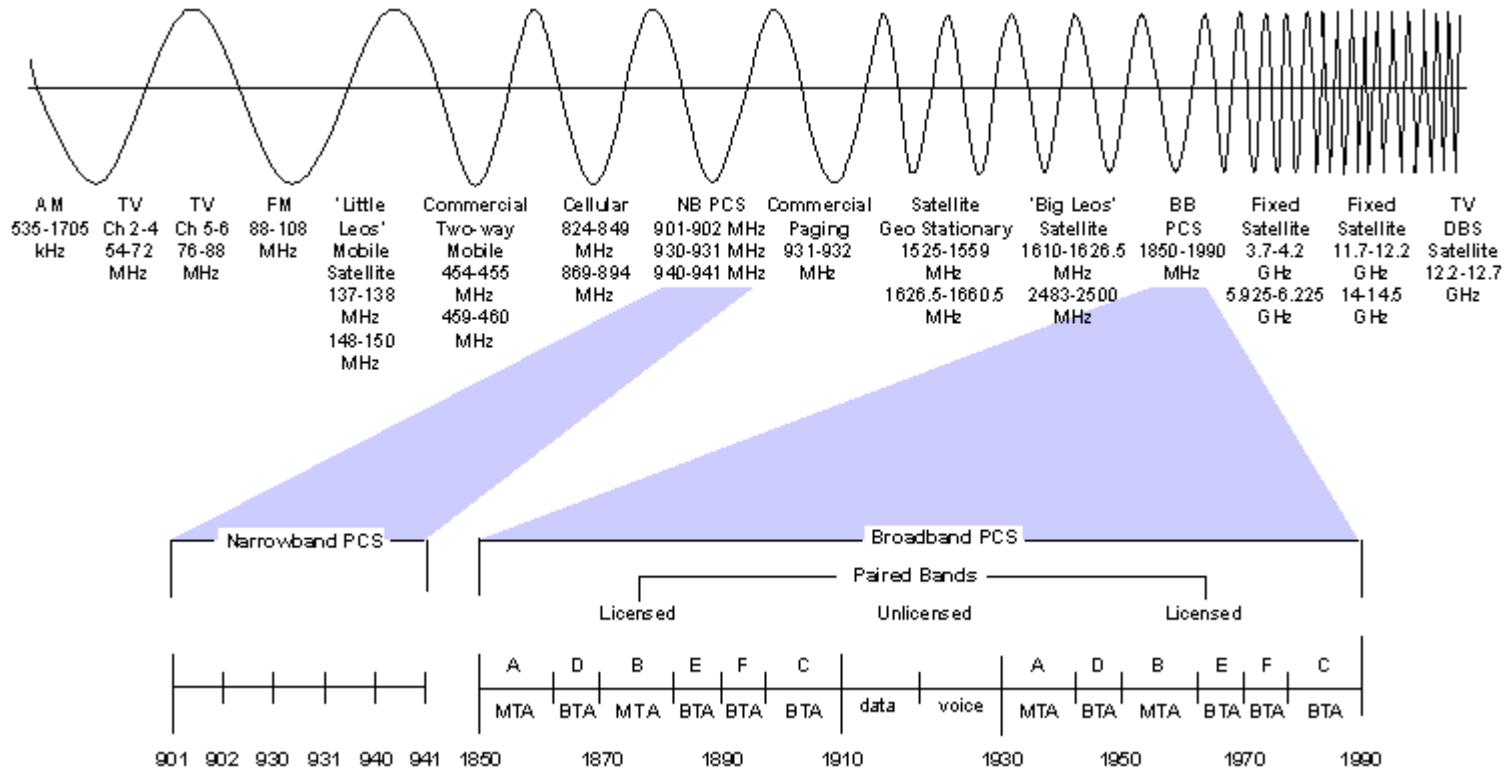 AM
535-1705
kHz
TV
Ch 2-4
54-72
MHz
TV
Ch 5-6
76-88
MHz
FM
88-108
MHz
'Little
Leos'
Mobile
Satellite
137-138
MHz
148-150
MHz
Commercial
Two-way
Mobile
454-455
MHz
459-460
MHz
Cellular
824-849
MHz
869-894
MHz
NB PCS
901-902 MHz
930-931 MHz
940-941 MHz
Commercial
Paging
931-932
MHz
Satellite
Geo Stationary
1525-1559
MHz
1626.5-1660.5
MHz
'Big Leos'
Satellite
1610-1626.5
MHz
2483-2500
MHz
BB
PCS
1850-1990
MHz
Fixed
Satellite
3.7-4.2
GHz
5.925-6.225
GHz
Fixed
Satellite
11.7-12.2
GHz
14-14.5
GHz
TV
DBS
Satellite
12.2-12.7
GHz
Narrowband PCS
901 902 930 931 940 941
Broadband PCS
Paired Bands
Licensed Unlicensed Licensed
A D B E F C A D B E F C
MTA BTA MTA BTA BTA BTA data voice MTA BTA MTA BTA BTA BTA
1850 1870 1890 1910 1930 1950 1970 1990